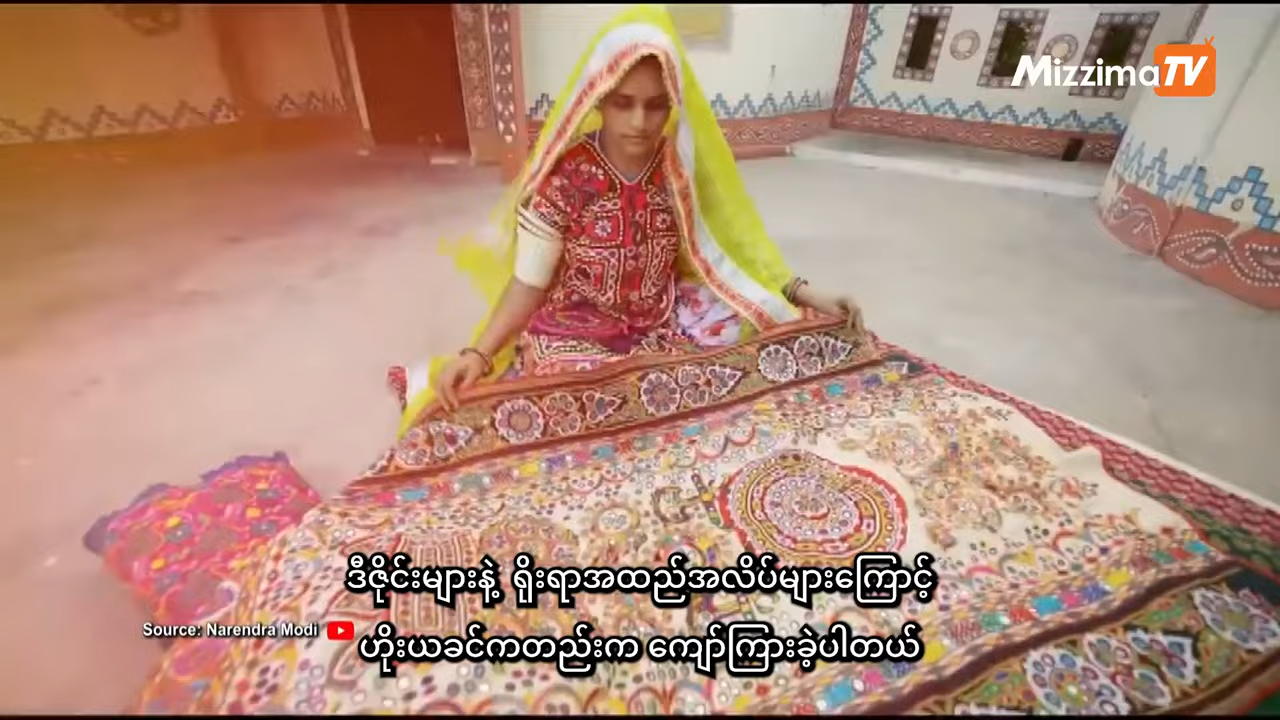 MizzimaTV
ဒီဇိုင်းများနဲ့ ရိုးရာအထည်အလိပ်များကြောင့်
Source: Narendra Modi
ဟိုးယခင်ကတည်းက ကျော်ကြားခဲ့ပါတယ်